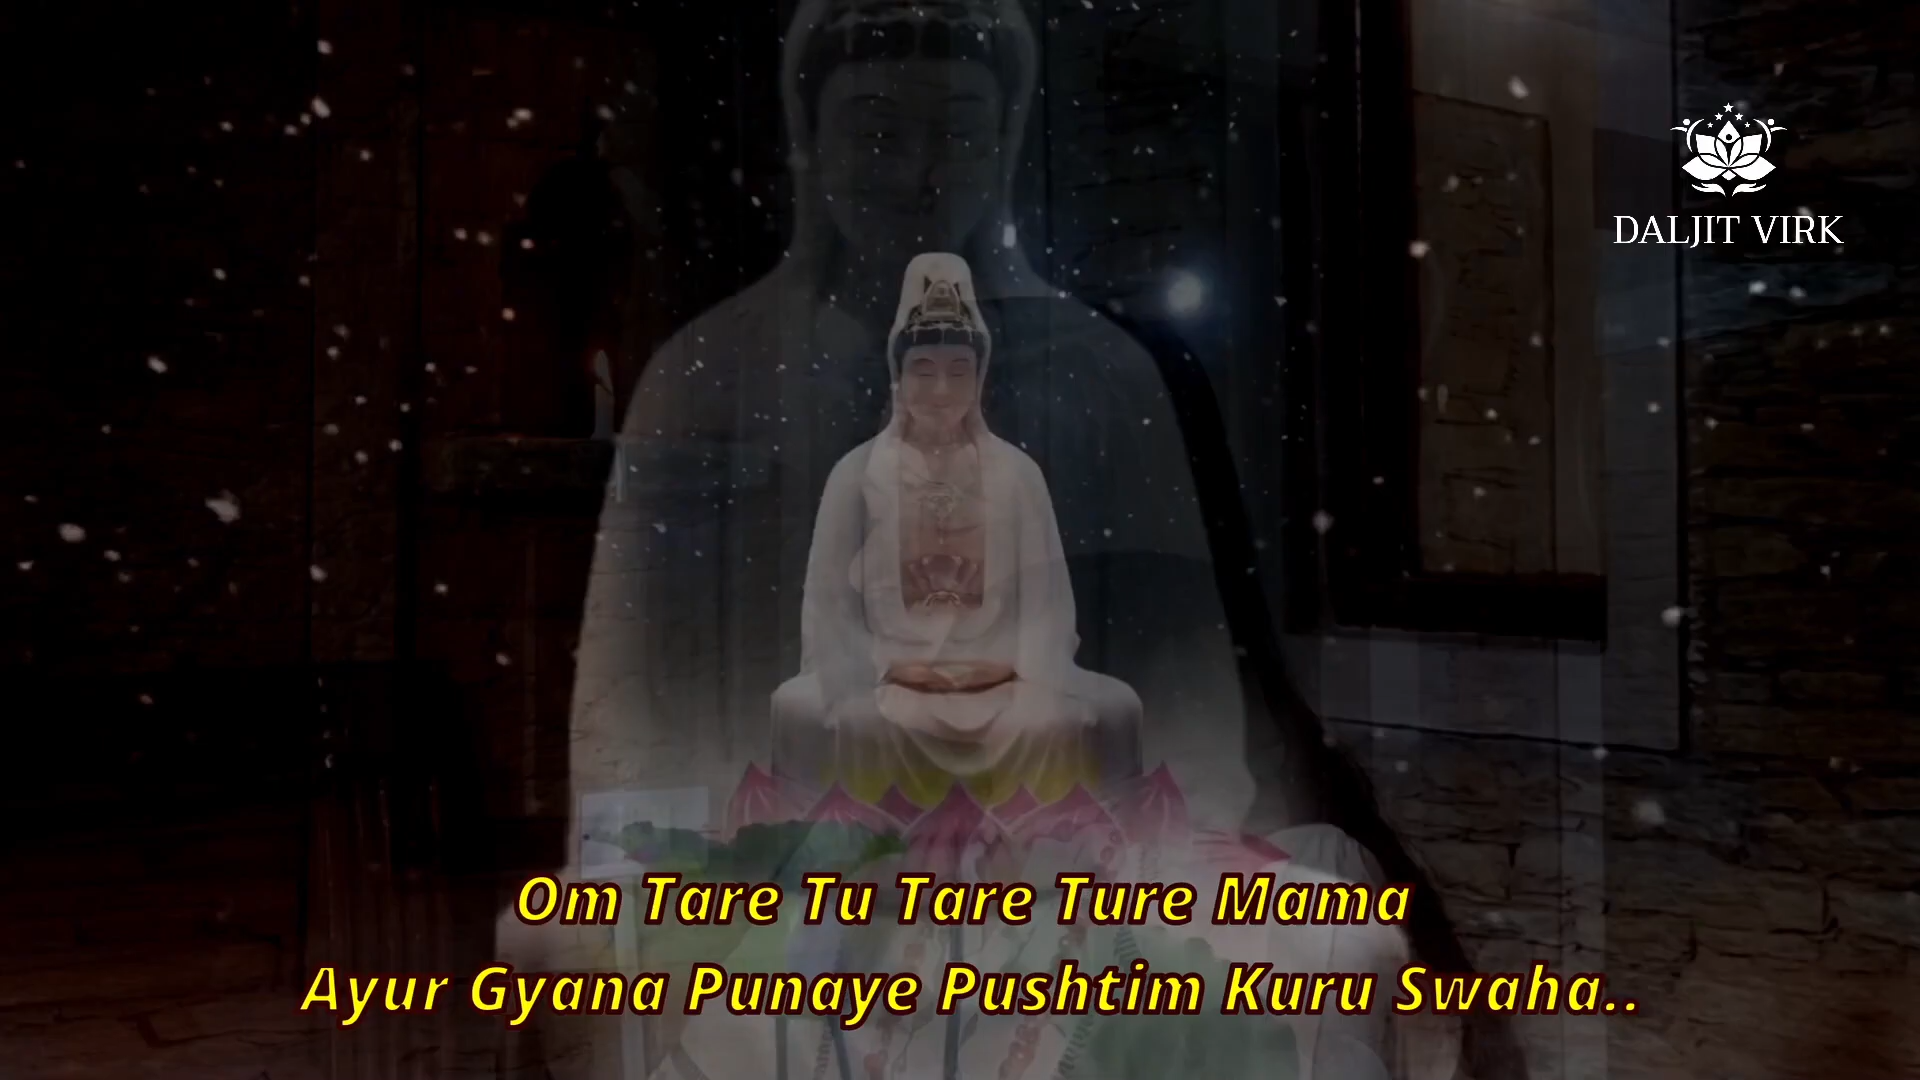 DALJIT VIRK
Om Tare Tu Tare Ture Mama
Ayur Gyana Punaye Pushtim Kuru Swaha..